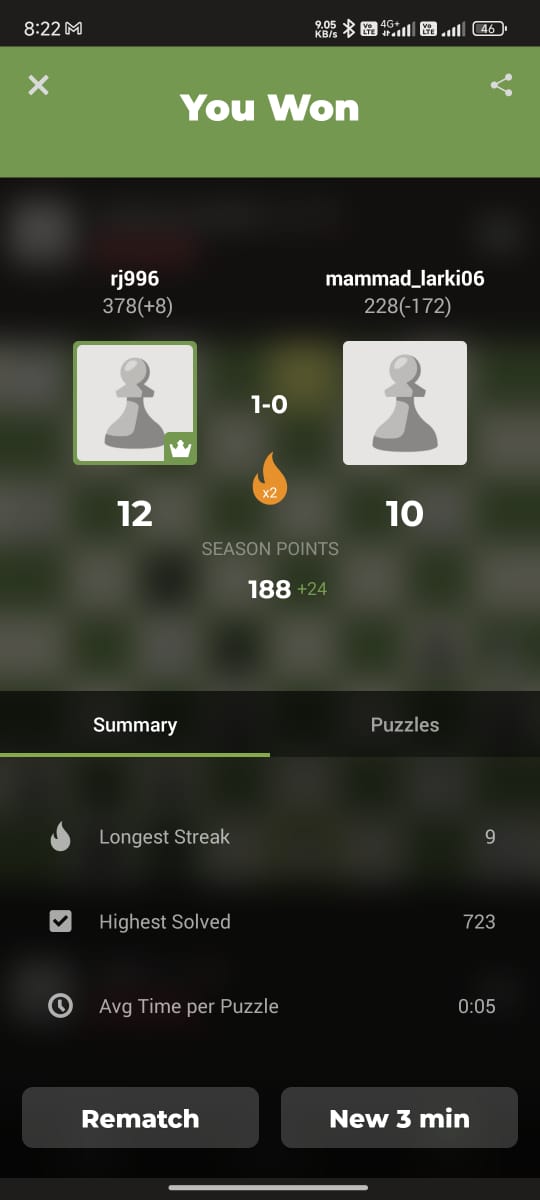 8:22
9.05 KB/s Vo LTE 4G+ Vo LTE 46
You Won
rj996 mammad_larki06
378(+8) 228(-172)
1-0
x2
12 10
SEASON POINTS
188 +24
Summary Puzzles
Longest Streak 9
Highest Solved 723
Avg Time per Puzzle 0:05
Rematch New 3 min